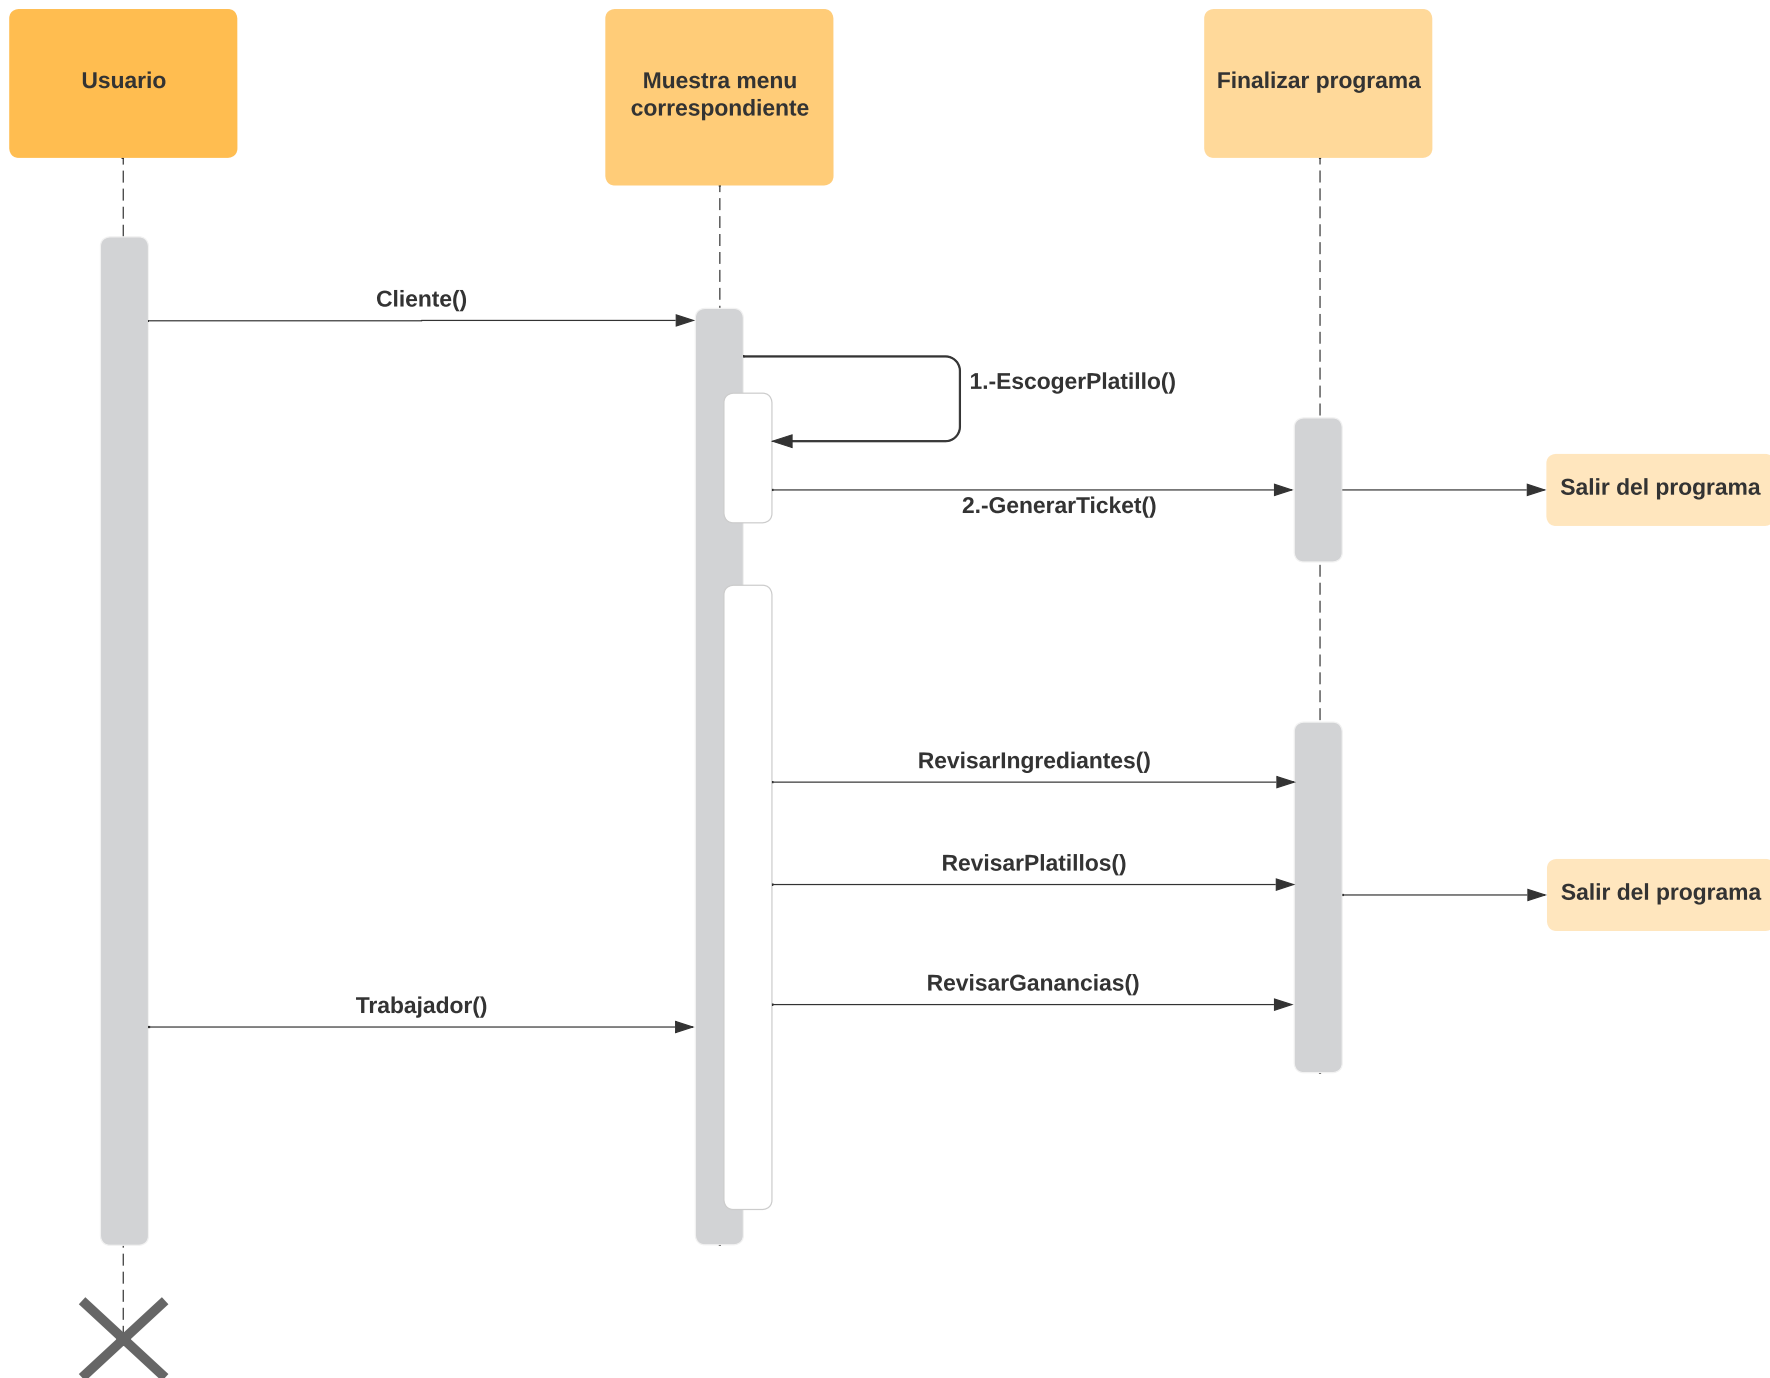 Usuario
Muestra menu
correspondiente
Finalizar programa
Cliente()
1.-EscogerPlatillo()
2.-GenerarTicket()
Salir del programa
RevisarIngrediantes()
RevisarPlatillos()
Salir del programa
RevisarGanancias()
Trabajador()